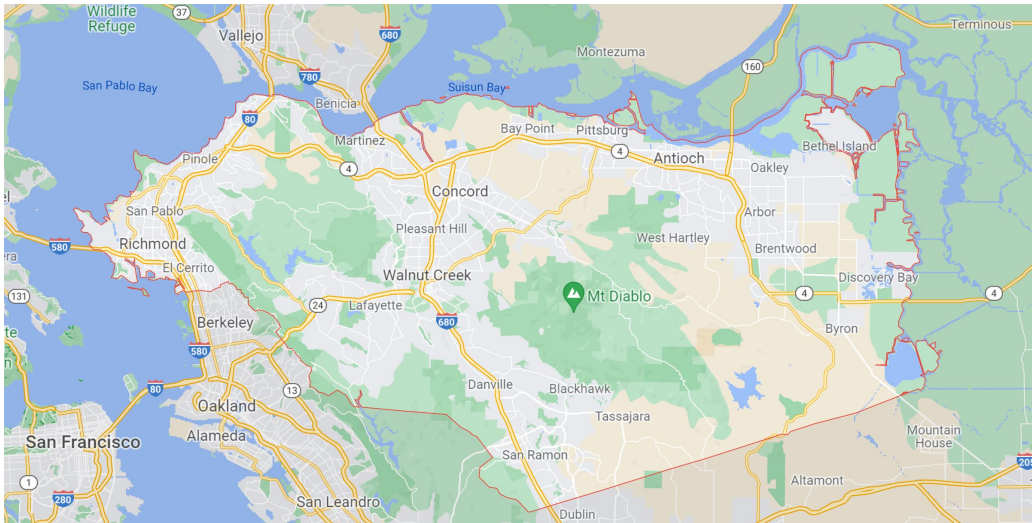 Wildlife
Refuge
37
Vallejo
680
Montezuma
Terminous
160
780
San Pablo Bay
Suisun Bay
Benicia
80
Martinez
Bay Point
Pittsburg
4
Antioch
Bethel Island
Pinole
4
Oakley
Concord
San Pablo
Arbor
Richmond
Pleasant Hill
West Hartley
Brentwood
580
El Cerrito
Walnut Creek
Discovery Bay
131
4
4
24
Lafayette
Mt Diablo
Berkeley
680
Byron
580
80
13
Danville
Blackhawk
Oakland
Tassajara
Alameda
San Francisco
Mountain
House
San Ramon
205
1
280
San Leandro
Altamont
Dublin